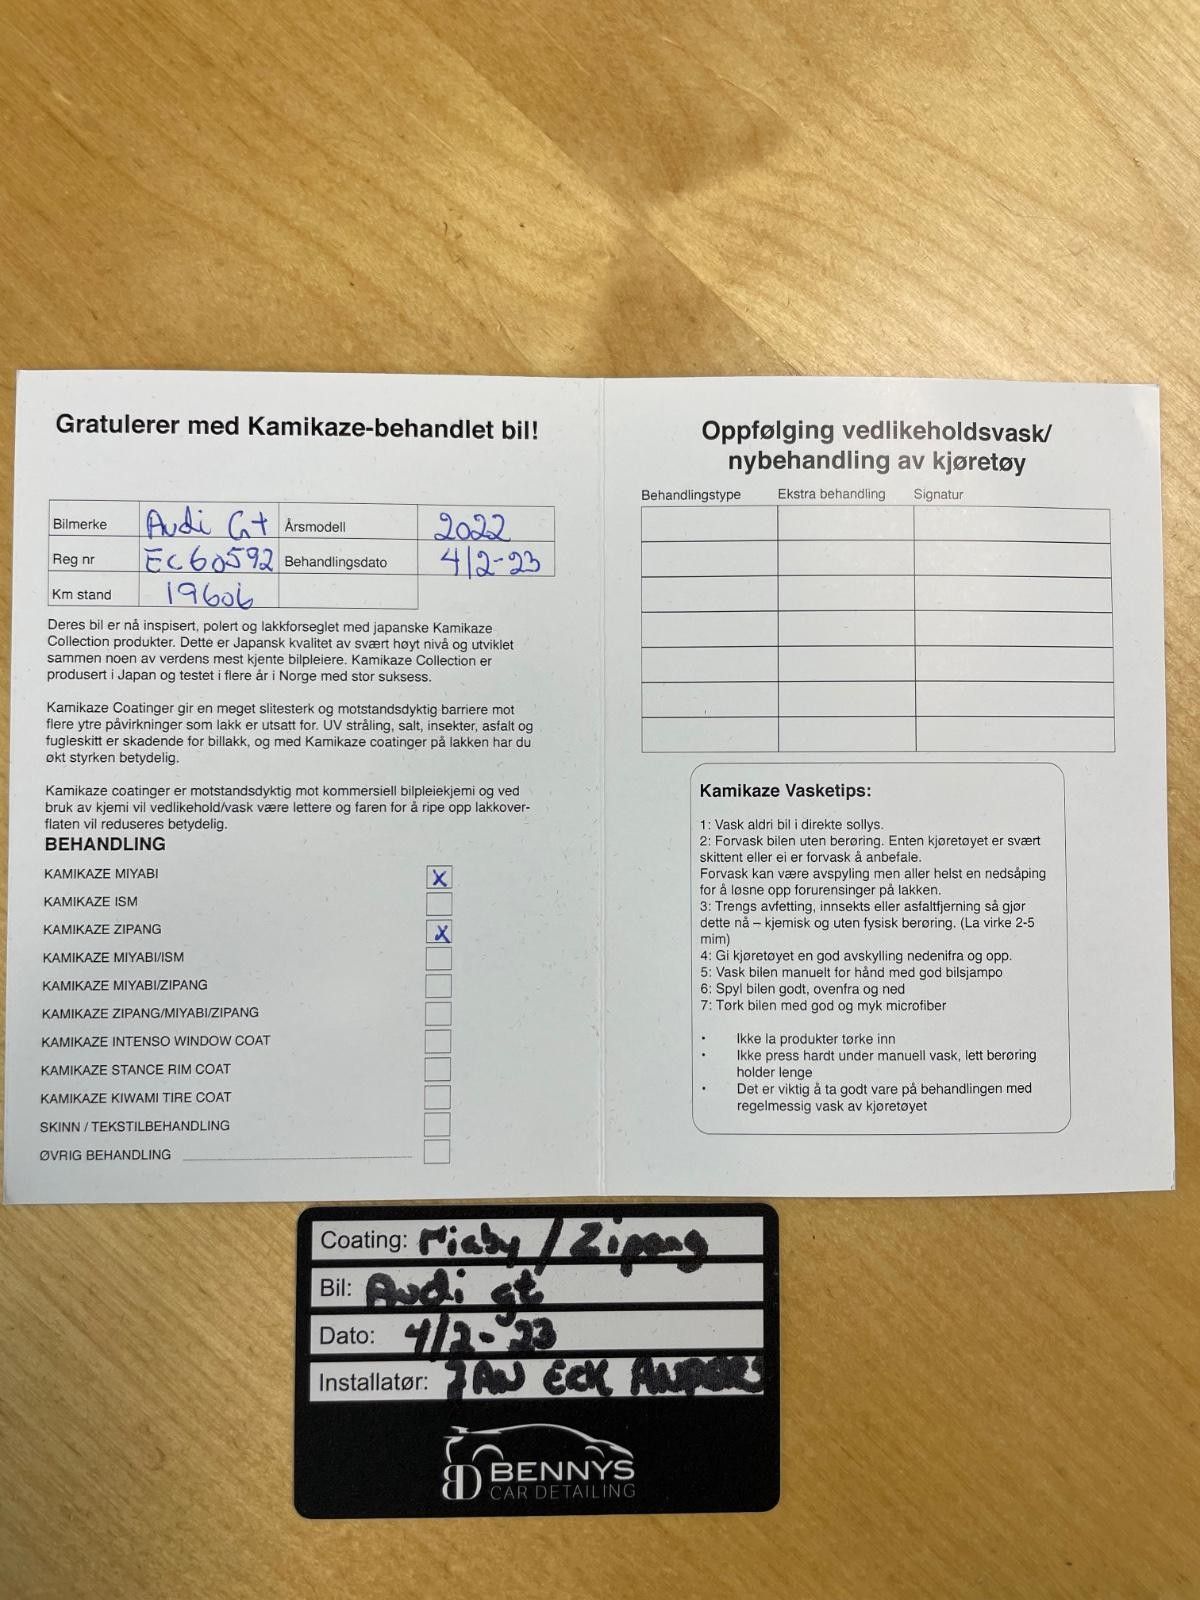 Gratulerer med Kamikaze-behandlet bil!
Bilmerke Audi Gt Årsmodell 2022
Reg nr EC60592 Behandlingsdato 4/2-23
Km stand 19606
Deres bil er nå inspisert, polert og lakkforseglet med japanske Kamikaze
Collection produkter. Dette er Japansk kvalitet av svært høyt nivå og utviklet
sammen noen av verdens mest kjente bilpleiere. Kamikaze Collection er
produsert i Japan og testet i flere år i Norge med stor suksess.
Kamikaze Coatinger gir en meget slitesterk og motstandsdyktig barriere mot
flere ytre påvirkninger som lakk er utsatt for. UV stråling, salt, insekter, asfalt og
fugleskitt er skadende for billakk, og med Kamikaze coatinger på lakken har du
økt styrken betydelig.
Kamikaze coatinger er motstandsdyktig mot kommersiell bilpleiekjemi og ved
bruk av kjemi vil vedlikehold/vask være lettere og faren for å ripe opp lakkover-
flaten vil reduseres betydelig.
BEHANDLING
KAMIKAZE MIYABI X
KAMIKAZE ISM
KAMIKAZE ZIPANG X
KAMIKAZE MIYABI/ISM
KAMIKAZE MIYABI/ZIPANG
KAMIKAZE ZIPANG/MIYABI/ZIPANG
KAMIKAZE INTENSO WINDOW COAT
KAMIKAZE STANCE RIM COAT
KAMIKAZE KIWAMI TIRE COAT
SKINN / TEKSTILBEHANDLING
ØVRIG BEHANDLING
Oppfølging vedlikeholdsvask/
nybehandling av kjøretøy
Behandlingstype Ekstra behandling Signatur
Kamikaze Vasketips:
1: Vask aldri bil i direkte sollys.
2: Forvask bilen uten berøring. Enten kjøretøyet er svært
skittent eller ei er forvask å anbefale.
Forvask kan være avspyling men aller helst en nedsåping
for å løsne opp forurensinger på lakken.
3: Trengs avfetting, innsekts eller asfaltfjerning så gjør
dette nå – kjemisk og uten fysisk berøring. (La virke 2-5
mim)
4: Gi kjøretøyet en god avskylling nedenifra og opp.
5: Vask bilen manuelt for hånd med god bilsjampo
6: Spyl bilen godt, ovenfra og ned
7: Tørk bilen med god og myk microfiber
• Ikke la produkter tørke inn
• Ikke press hardt under manuell vask, lett berøring
holder lenge
• Det er viktig å ta godt vare på behandlingen med
regelmessig vask av kjøretøyet
Coating: Miaby / Zipang
Bil: Audi gt
Dato: 4/2-23
Installatør: JAN ECK ANDERS
BD BENNYS
CAR DETAILING